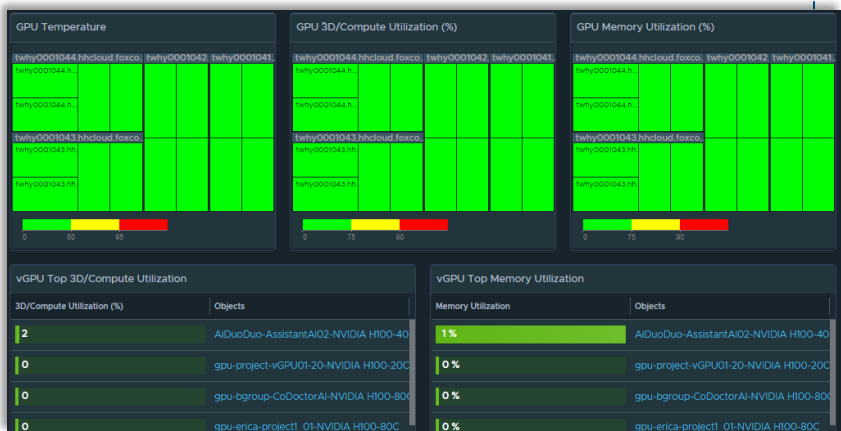 GPU Temperature
twhy0001044.hhcloud.foxco.. twhy0001042. twhy0001041..
twhy0001044.h...
twhy0001044.h...
twhy0001043.hhcloud.foxco..
twhy0001043.hh.
twhy0001043.hh.
0 80 95
GPU 3D/Compute Utilization (%)
twhy0001044.hhcloud.foxco.. twhy0001042. twhy0001041..
twhy0001044.h...
twhy0001044.h...
twhy0001043.hhcloud.foxco..
twhy0001043.hh.
twhy0001043.hh.
0 75 90
GPU Memory Utilization (%)
twhy0001044.hhcloud.foxco.. twhy0001042. twhy0001041..
twhy0001044.h...
twhy0001044.h...
twhy0001043.hhcloud.foxco..
twhy0001043.hh.
twhy0001043.hh.
0 75 90
vGPU Top 3D/Compute Utilization
3D/Compute Utilization (%) Objects
2 AiDuoDuo-AssistantAI02-NVIDIA H100-40
0 gpu-project-vGPU01-20-NVIDIA H100-20C
0 gpu-bgroup-CoDoctorAI-NVIDIA H100-80C
0 gpu-erica-project1_01-NVIDIA H100-80C
vGPU Top Memory Utilization
Memory Utilization Objects
1 % AiDuoDuo-AssistantAI02-NVIDIA H100-40
0 % gpu-project-vGPU01-20-NVIDIA H100-20C
0 % gpu-bgroup-CoDoctorAI-NVIDIA H100-80C
0 % gpu-erica-project1_01-NVIDIA H100-80C